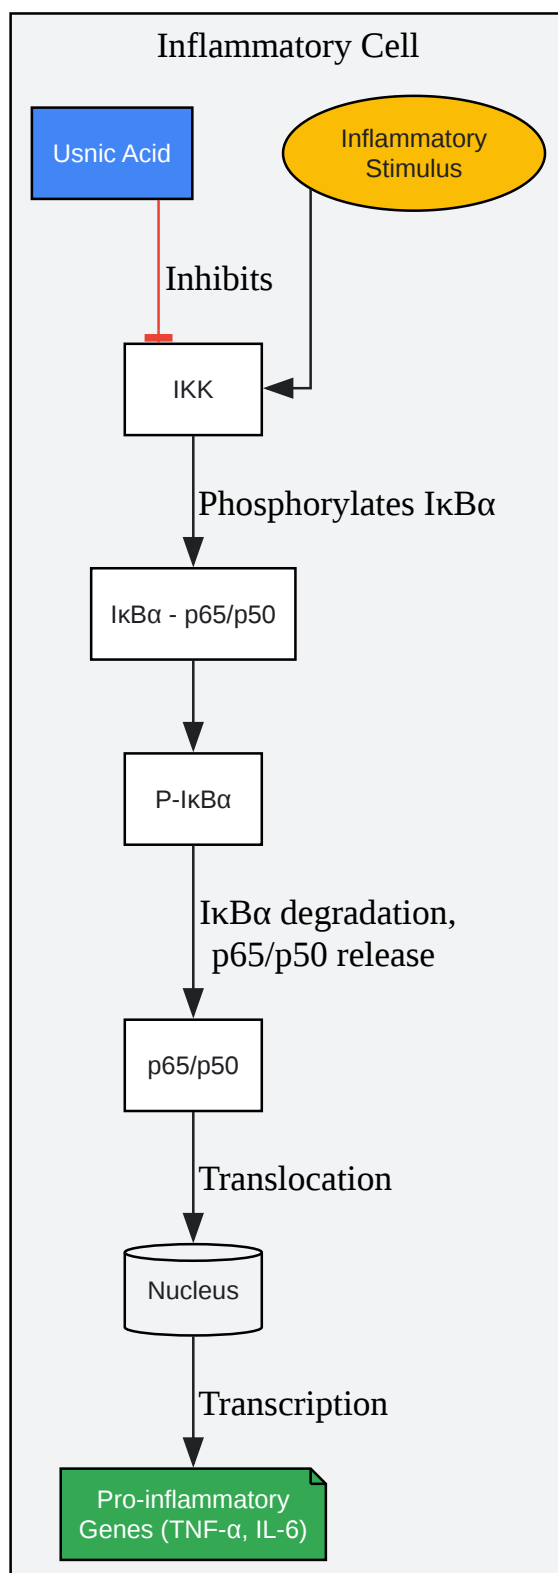 Inflammatory Cell
Usnic Acid
Inflammatory
Stimulus
Inhibits
IKK
Phosphorylates IκBα
IκBα - p65/p50
P-IκBα
IκBα degradation,
p65/p50 release
p65/p50
Translocation
Nucleus
Transcription
Pro-inflammatory
Genes (TNF-α, IL-6)